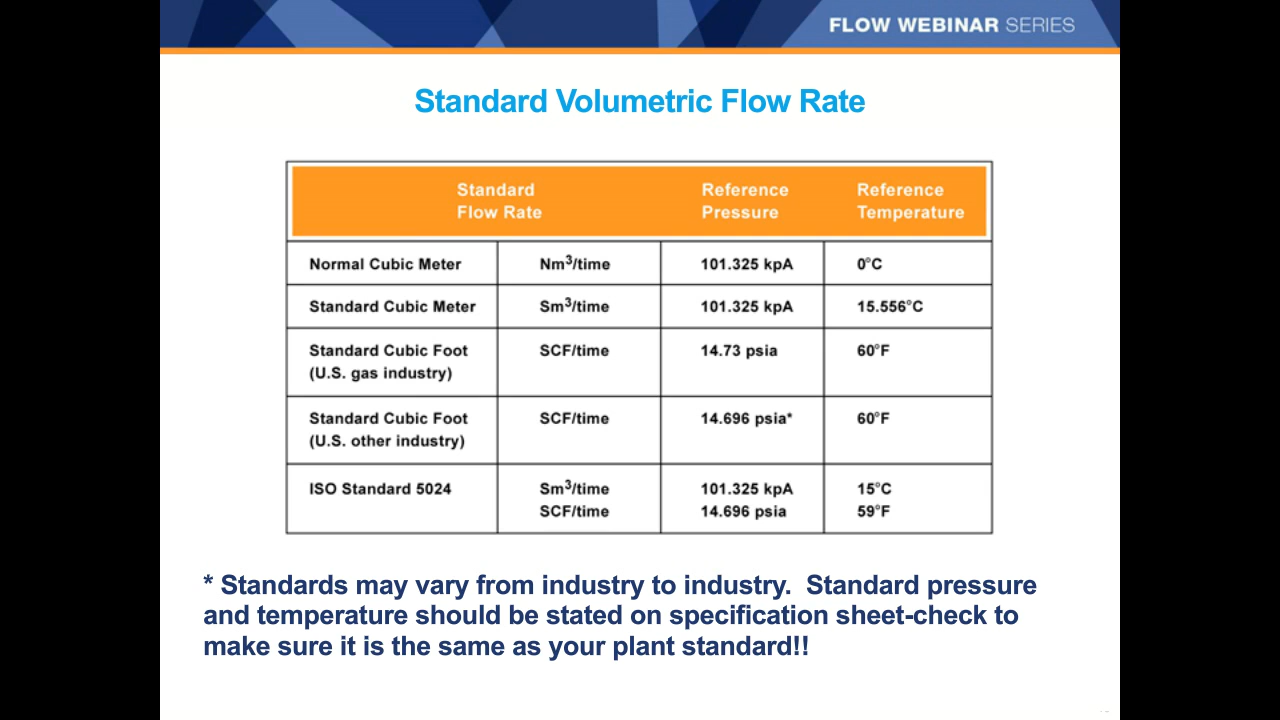 FLOW WEBINAR SERIES
Standard Volumetric Flow Rate
Standard Flow Rate Reference Pressure Reference Temperature
Normal Cubic Meter Nm³/time 101.325 kpA 0°C
Standard Cubic Meter Sm³/time 101.325 kpA 15.556°C
Standard Cubic Foot SCF/time 14.73 psia 60°F
(U.S. gas industry)
Standard Cubic Foot SCF/time 14.696 psia* 60°F
(U.S. other industry)
ISO Standard 5024 Sm³/time 101.325 kpA 15°C
SCF/time 14.696 psia 59°F
* Standards may vary from industry to industry.  Standard pressure
and temperature should be stated on specification sheet-check to
make sure it is the same as your plant standard!!